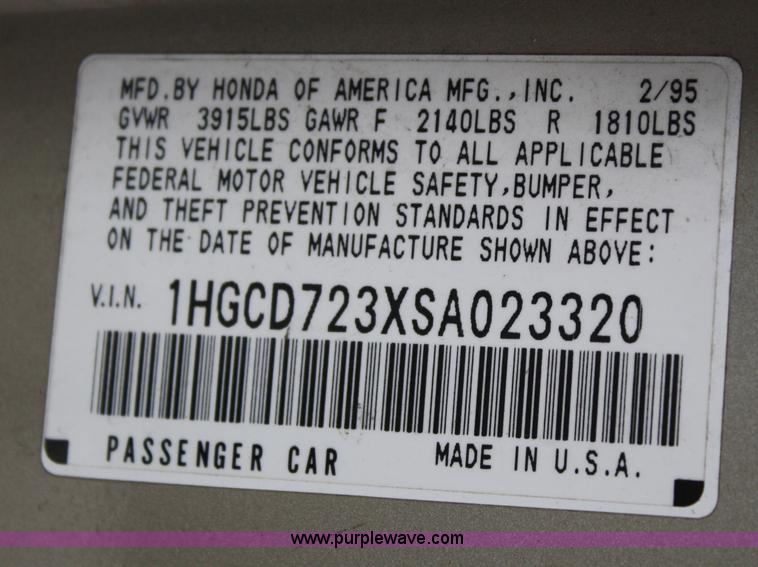 MFD.BY HONDA OF AMERICA MFG.,INC. 2/95
GVWR 3915LBS GAWR F 2140LBS R 1810LBS
THIS VEHICLE CONFORMS TO ALL APPLICABLE
FEDERAL MOTOR VEHICLE SAFETY,BUMPER,
AND THEFT PREVENTION STANDARDS IN EFFECT
ON THE DATE OF MANUFACTURE SHOWN ABOVE:
V.I.N. 1HGCD723XSA023320
PASSENGER CAR MADE IN U.S.A.
www.purplewave.com